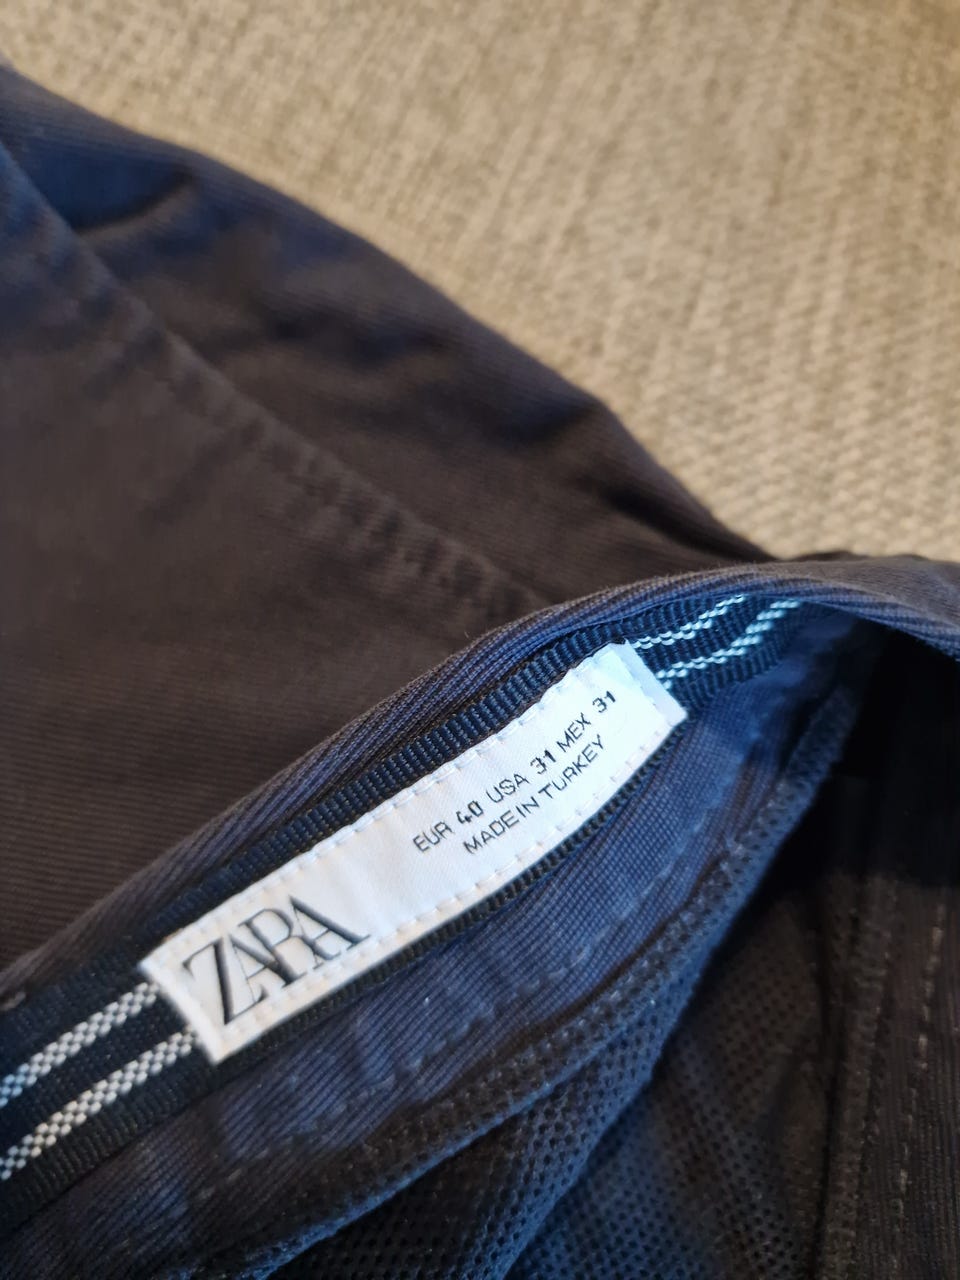 ZARA
EUR 40 USA 31 MEX 31
MADE IN TURKEY